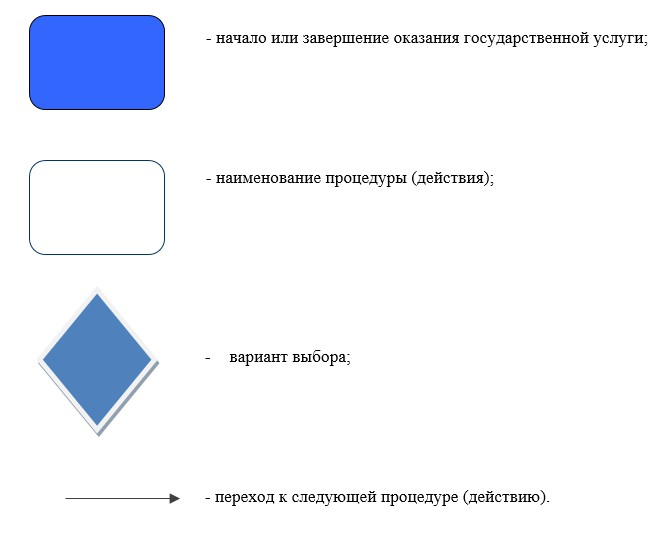 - начало или завершение оказания государственной услуги;
- наименование процедуры (действия);
- вариант выбора;
- переход к следующей процедуре (действию).